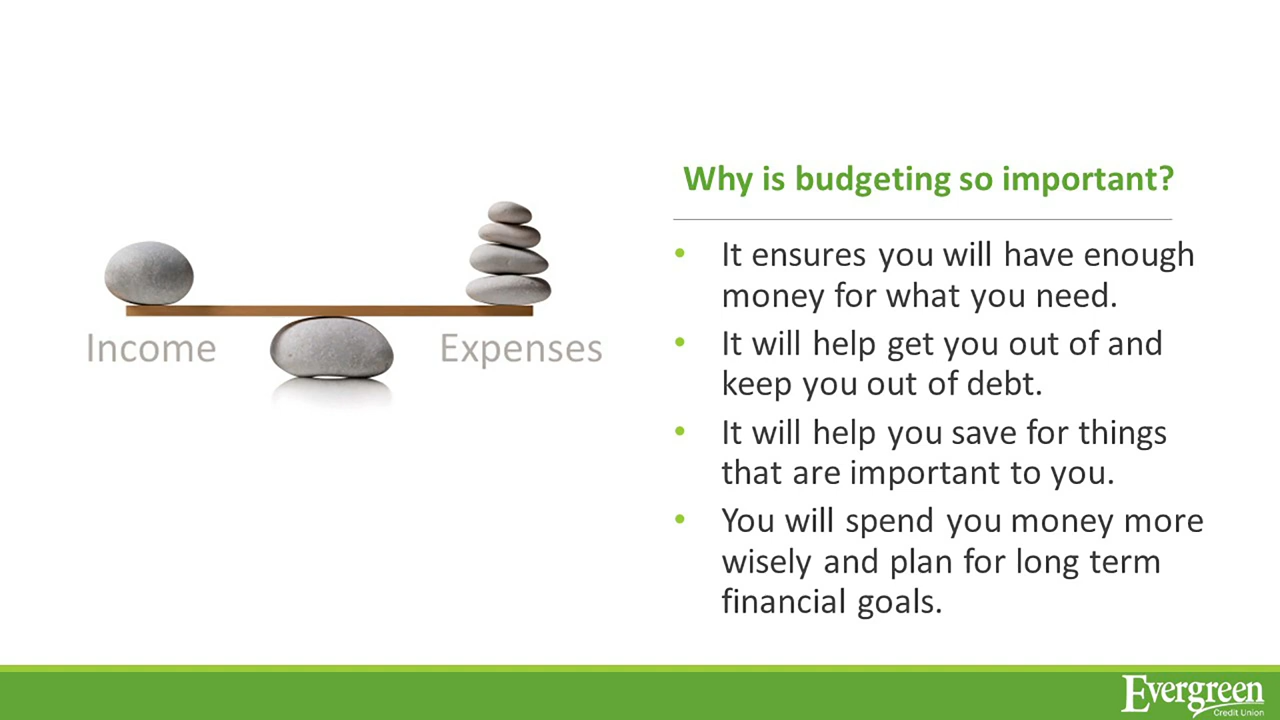 Why is budgeting so important?
Income
Expenses
• It ensures you will have enough
money for what you need.
• It will help get you out of and
keep you out of debt.
• It will help you save for things
that are important to you.
• You will spend you money more
wisely and plan for long term
financial goals.
Evergreen
Credit Union